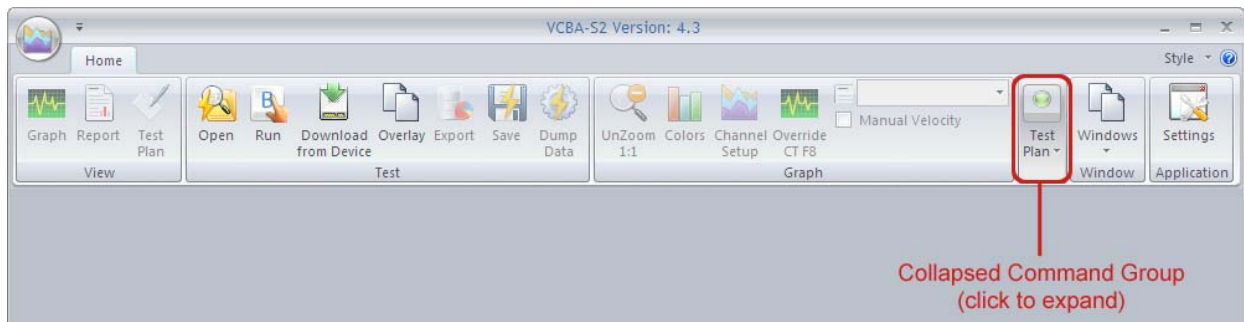 VCBA-S2 Version: 4.3
Home
Style
Graph Report Test Plan
Open Run Download from Device Overlay Export Save Dump Data
UnZoom 1:1 Colors Channel Setup Override CT F8 Manual Velocity
Test Plan
Windows
Settings
View
Test
Graph
Window
Application
Collapsed Command Group
(click to expand)